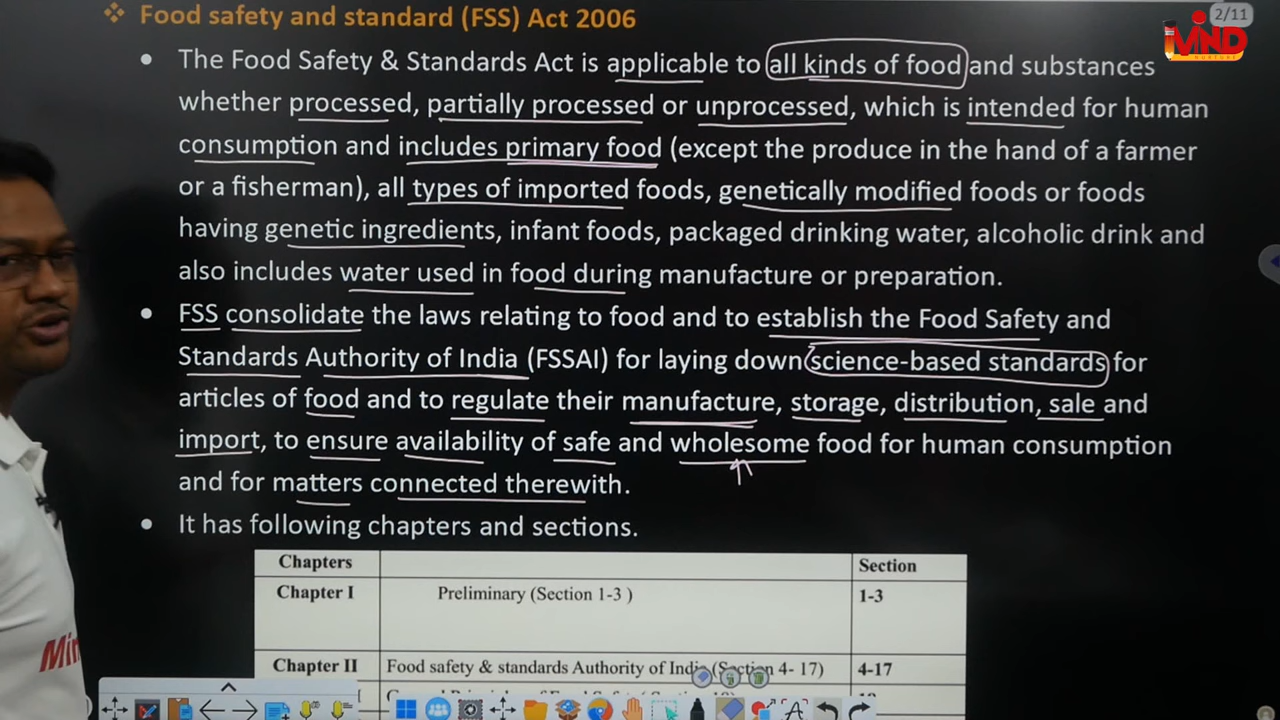 Food safety and standard (FSS) Act 2006
2/11
MIND
The Food Safety & Standards Act is applicable to all kinds of food and substances
whether processed, partially processed or unprocessed, which is intended for human
consumption and includes primary food (except the produce in the hand of a farmer
or a fisherman), all types of imported foods, genetically modified foods or foods
having genetic ingredients, infant foods, packaged drinking water, alcoholic drink and
also includes water used in food during manufacture or preparation.
FSS consolidate the laws relating to food and to establish the Food Safety and
Standards Authority of India (FSSAI) for laying down science-based standards for
articles of food and to regulate their manufacture, storage, distribution, sale and
import, to ensure availability of safe and wholesome food for human consumption
and for matters connected therewith.
It has following chapters and sections.
Chapters Section
Chapter I Preliminary (Section 1-3 ) 1-3
Chapter II Food safety & standards Authority of India (Section 4- 17) 4-17